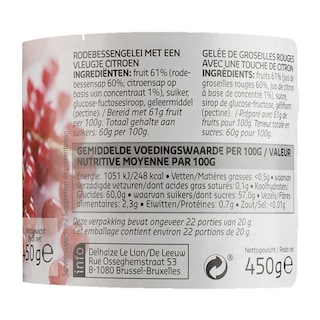 RODEBESSENGELEI MET EEN
VLEUGJE CITROEN
INGREDIËNTEN: fruit 61% (rode-
bessensap 60%, citroensap op
basis van concentraat 1%), suiker,
glucose-fuctosesiroop, geleermiddel
(pectine). / Bereid met 61g fruit
per 100g. Totaal gehalte aan
suikers: 60g per 100g.
GELÉE DE GROSEILLES ROUGES
AVEC UNE TOUCHE DE CITRON
INGRÉDIENTS: fruits 61% (jus
de groseilles rouges 60%, jus de
citron à base de concentré 1%), sucre,
sirop de glucose-fructose, gélifiant
(pectine). / Préparé avec 61g de
fruits pour 100g. Teneur totale en
sucres: 60g pour 100g.
GEMIDDELDE VOEDINGSWAARDE PER 100G / VALEUR
NUTRITIVE MOYENNE PAR 100G
Energie: 1051 kJ/248 kcal • Vetten/Matières grasses: <0,5g
waarvan verzadigde vetzuren/dont acides gras saturés: 0,1g • Koolhydraten/
Glucides: 60,0g • waarvan suikers/dont sucres: 57,0g • Vezels/Fibres
alimentaires: 2,3g • Eiwitten/Protéines: 0,7g • Zout/Sel: <0,01g
Deze verpakking bevat ongeveer 22 porties van 20 g
Cet emballage contient environ 22 portions de 20 g
info
Delhaize Le Lion/De Leeuw
Rue Osseghemstraat 53
B-1080 Brussel-Bruxelles
Nettogewicht / Poids net
450g e
450g e